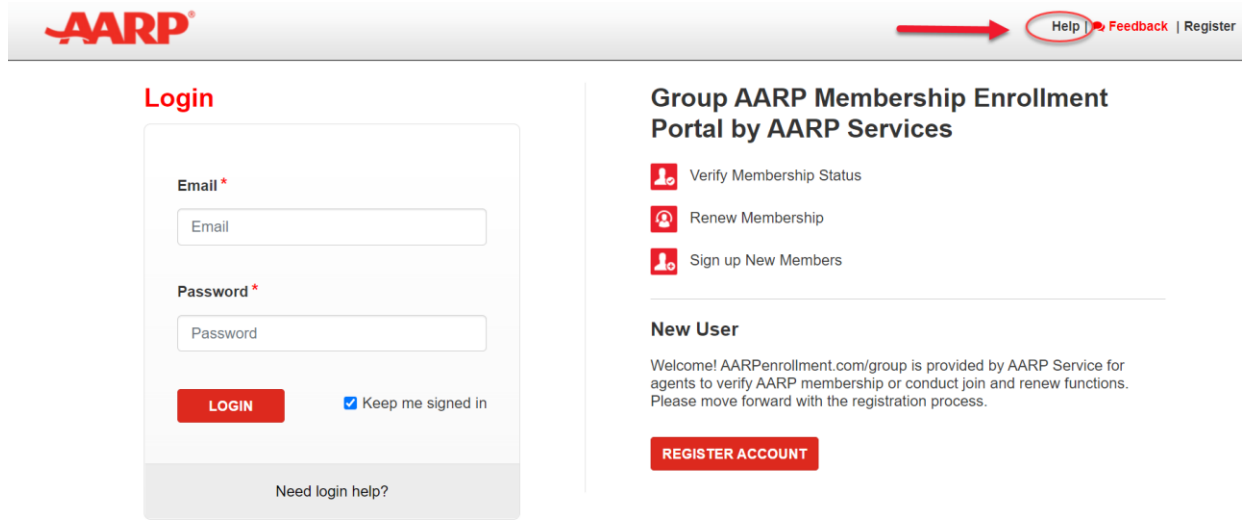 AARP®
Help | Feedback | Register
Login
Email *
Email
Password *
Password
LOGIN
Keep me signed in
Need login help?
Group AARP Membership Enrollment
Portal by AARP Services
Verify Membership Status
Renew Membership
Sign up New Members
New User
Welcome! AARPenrollment.com/group is provided by AARP Service for
agents to verify AARP membership or conduct join and renew functions.
Please move forward with the registration process.
REGISTER ACCOUNT